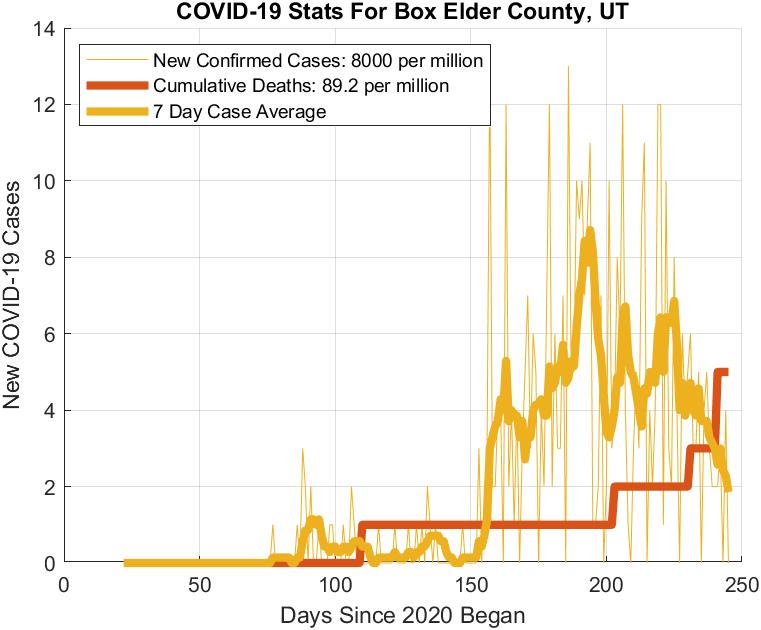 COVID-19 Stats For Box Elder County, UT
14
12
10
8
6
4
2
0
New COVID-19 Cases
New Confirmed Cases: 8000 per million
Cumulative Deaths: 89.2 per million
7 Day Case Average
0 50 100 150 200 250
Days Since 2020 Began